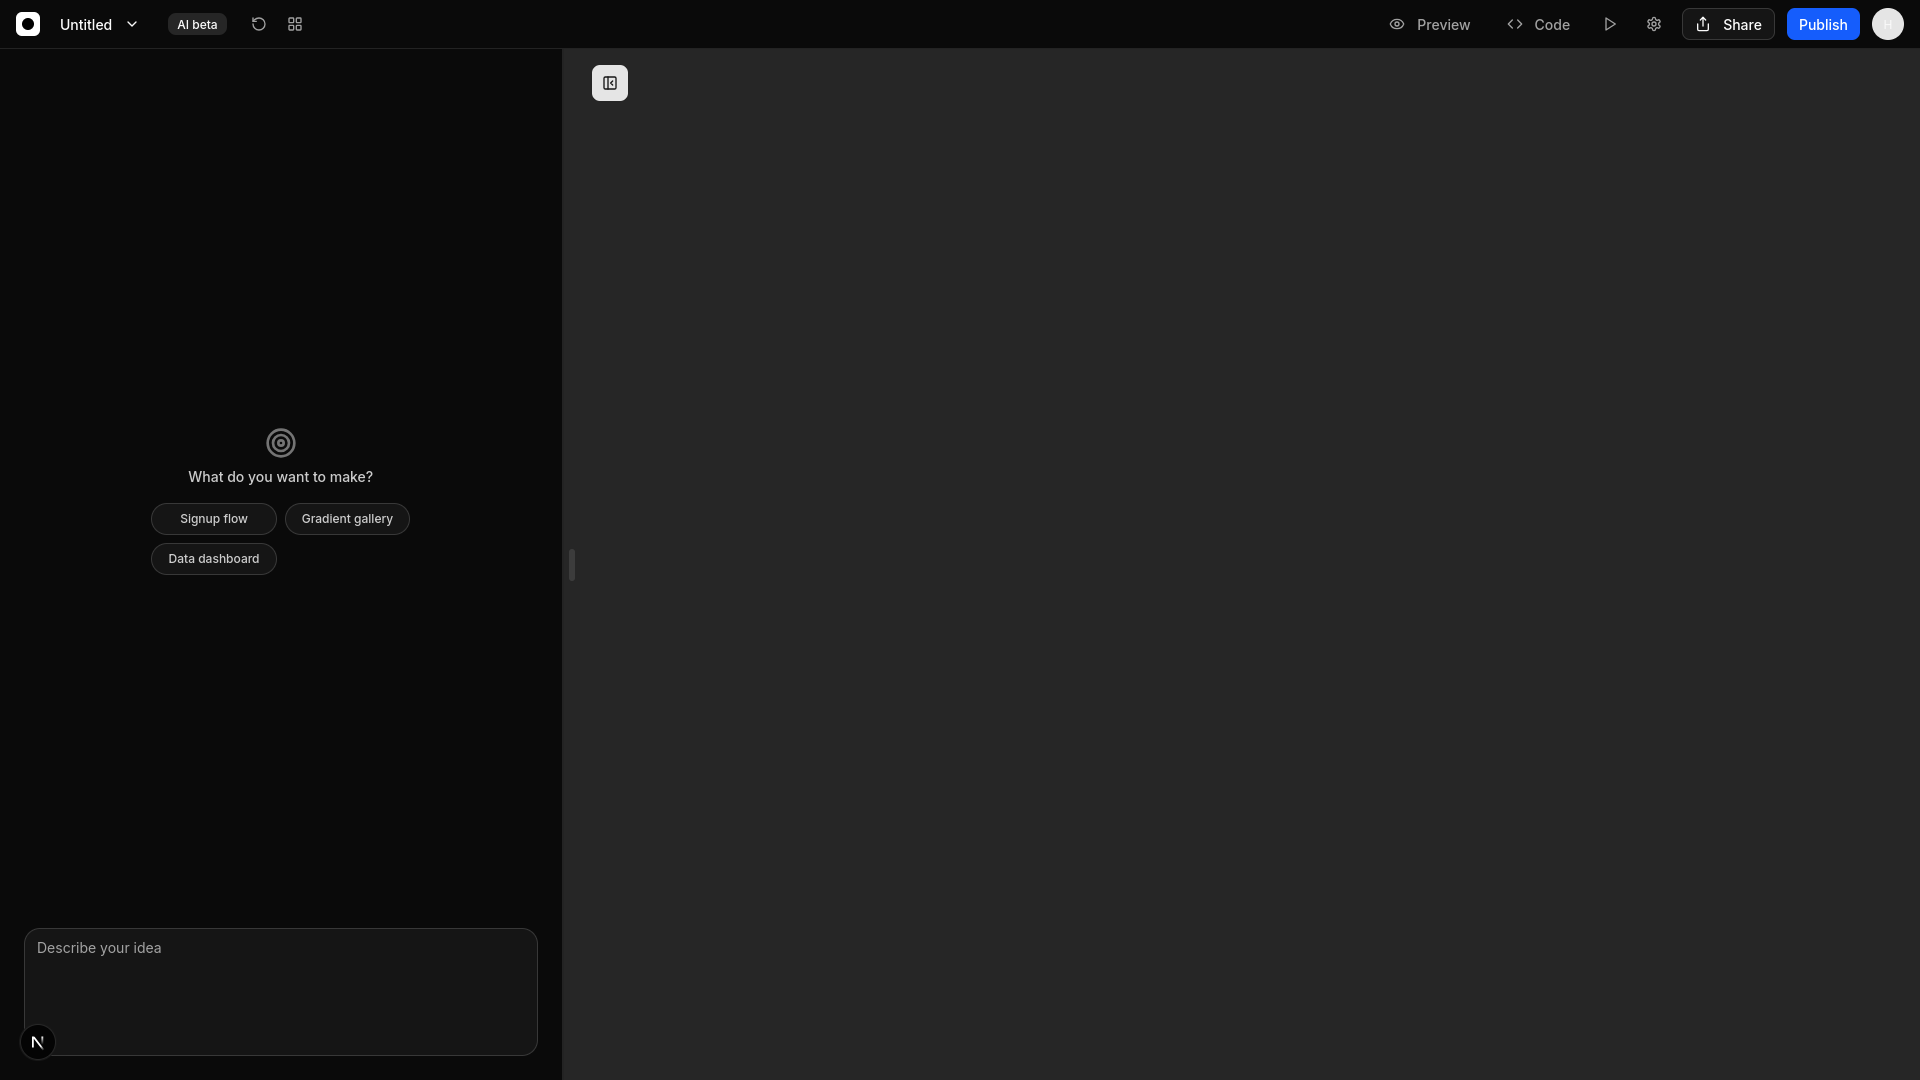 Untitled
AI beta
Preview
Code
Share
Publish
H
What do you want to make?
Signup flow
Gradient gallery
Data dashboard
Describe your idea
N